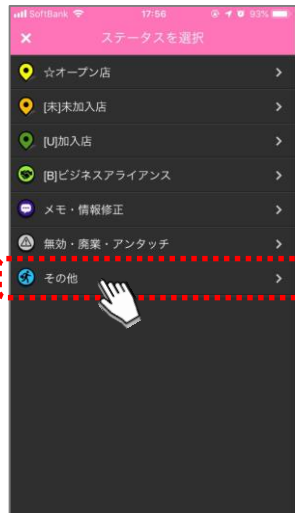 SoftBank 17:56 93%
ステータスを選択
☆オープン店
[未]未加入店
[U]加入店
[B]ビジネスアライアンス
メモ・情報修正
無効・廃業・アンタッチ
その他